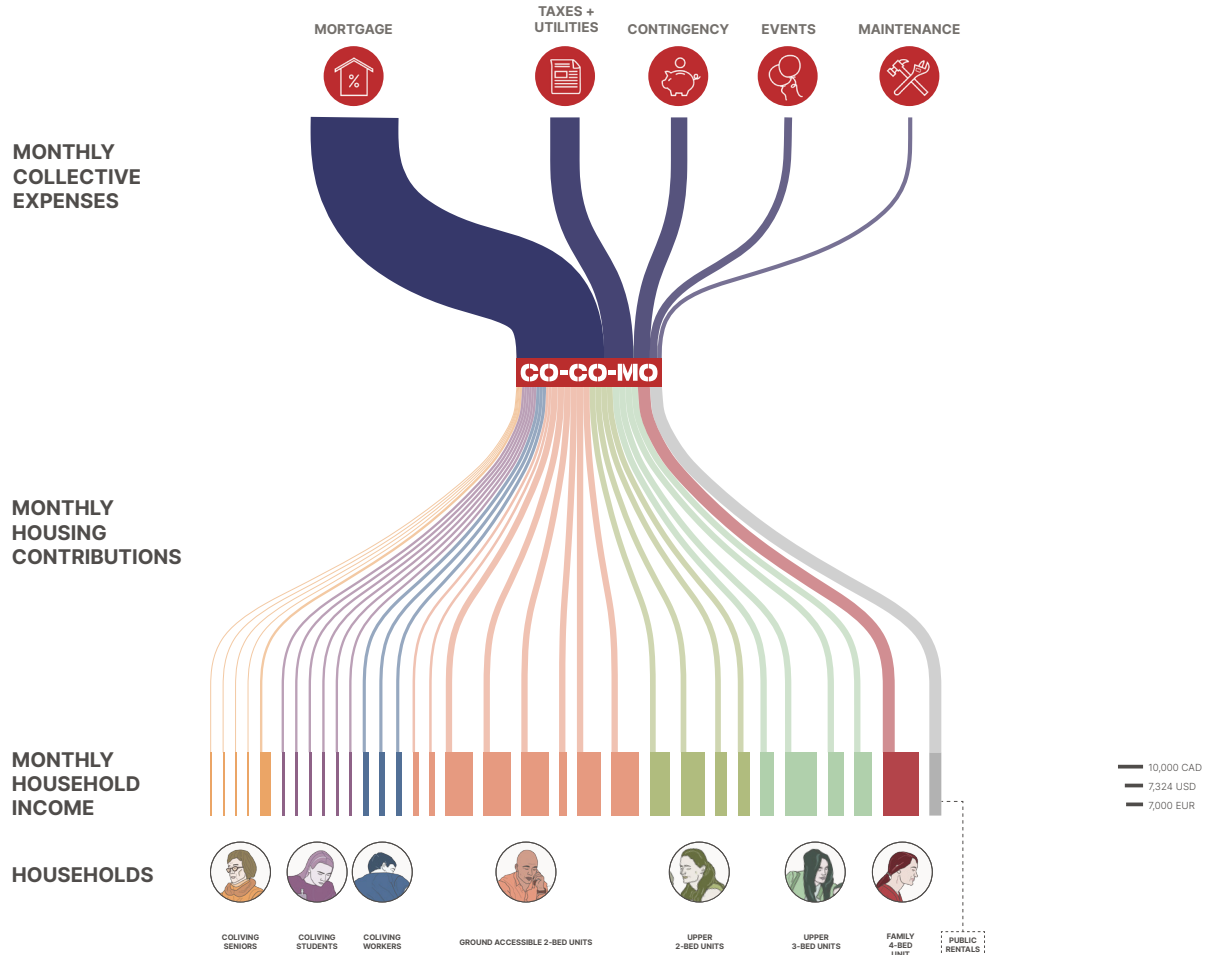 MORTGAGE
TAXES +
UTILITIES
CONTINGENCY
EVENTS
MAINTENANCE
%
MONTHLY
COLLECTIVE
EXPENSES
CO-CO-MO
MONTHLY
HOUSING
CONTRIBUTIONS
MONTHLY
HOUSEHOLD
INCOME
10,000 CAD
7,324 USD
7,000 EUR
HOUSEHOLDS
COLIVING
SENIORS
COLIVING
STUDENTS
COLIVING
WORKERS
GROUND ACCESSIBLE 2-BED UNITS
UPPER
2-BED UNITS
UPPER
3-BED UNITS
FAMILY
4-BED
UNIT
PUBLIC
RENTALS